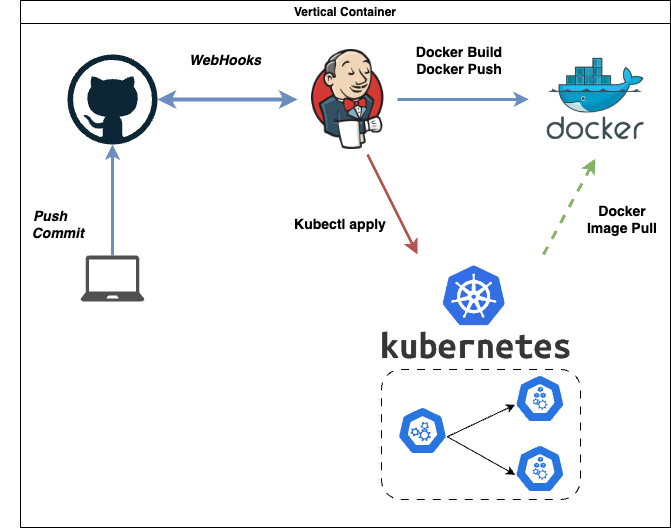 Vertical Container
WebHooks
Docker Build
Docker Push
docker
Push
Commit
Kubectl apply
Docker
Image Pull
kubernetes